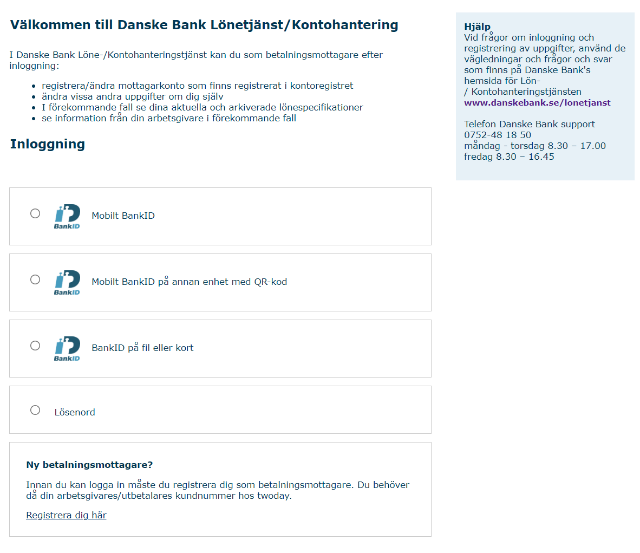 Välkommen till Danske Bank Lönetjänst/Kontohantering
I Danske Bank Löne /Kontohanteringstjänst kan du som betalningsmottagare efter
inloggning:
• registrera/ändra mottagarkonto som finns registrerat i kontoregistret
• ändra vissa andra uppgifter om dig själv
• I förekommande fall se dina aktuella och arkiverade lönespecifikationer
• se information från din arbetsgivare i förekommande fall
Inloggning
BankID
Mobilt BankID
BankID
Mobilt BankID på annan enhet med QR-kod
BankID
BankID på fil eller kort
Lösenord
Ny betalningsmottagare?
Innan du kan logga in måste du registrera dig som betalningsmottagare. Du behöver
då din arbetsgivares/utbetalares kundnummer hos twoday.
Registrera dig här
Hjälp
Vid frågor om inloggning och
registrering av uppgifter, använd de
vägledningar och frågor och svar
som finns på Danske Bank's
hemsida för Lön-
/ Kontohanteringstjänsten
www.danskebank.se/lonetjanst
Telefon Danske Bank support
0752-48 18 50
måndag - torsdag 8.30 – 17.00
fredag 8.30 – 16.45